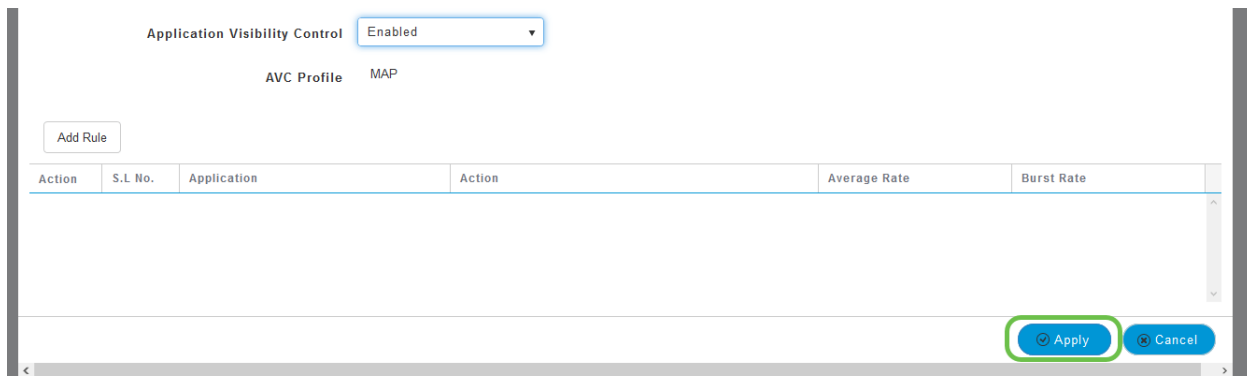 Application Visibility Control Enabled
AVC Profile MAP
Add Rule
Action S.L No. Application Action Average Rate Burst Rate
Apply Cancel